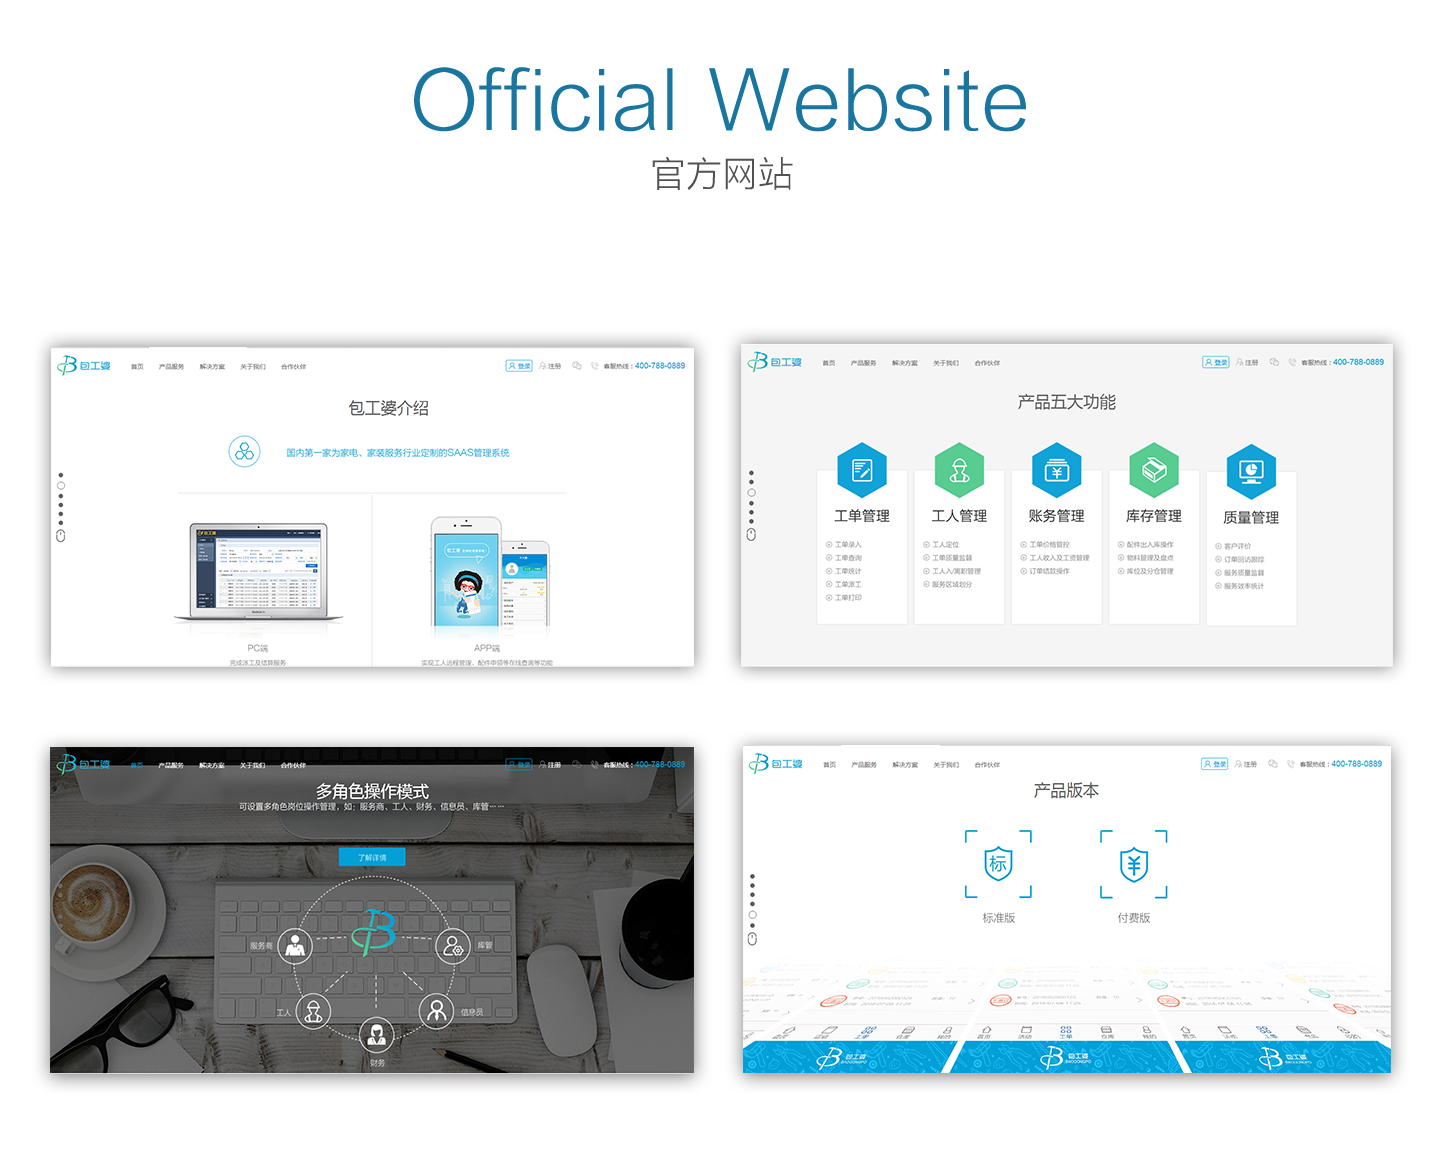 Official Website
官方网站
包工婆
首页 产品服务 解决方案 关于我们 合作伙伴
登录 注册 客服热线：400-788-0889
包工婆介绍
国内第一家为家电、家装服务行业定制的SAAS管理系统
包工婆
PC端
完成派工及结算服务
APP端
实现工人远程管理、配件申领等在线查询等功能
包工婆
首页 产品服务 解决方案 关于我们 合作伙伴
登录 注册 客服热线：400-788-0889
产品五大功能
工单管理
工单录入
工单查询
工单统计
工单派工
工单打印
工人管理
工人定位
工单质量监督
工人入/离职管理
服务区域划分
账务管理
工单价格管控
工人收入及工资管理
订单结款操作
库存管理
配件出入库操作
物料管理及盘点
库位及分仓管理
质量管理
客户评价
订单回访跟踪
服务质量监督
服务效率统计
包工婆
首页 产品服务 解决方案 关于我们 合作伙伴
登录 注册 客服热线：400-788-0889
多角色操作模式
可设置多角色岗位操作管理，如：服务商、工人、财务、信息员、库管……
了解详情
服务商
库管
工人
信息员
财务
包工婆
首页 产品服务 解决方案 关于我们 合作伙伴
登录 注册 客服热线：400-788-0889
产品版本
标
标准版
付费版
包工婆
BAOGONGPO
包工婆
BAOGONGPO
包工婆
BAOGONGPO